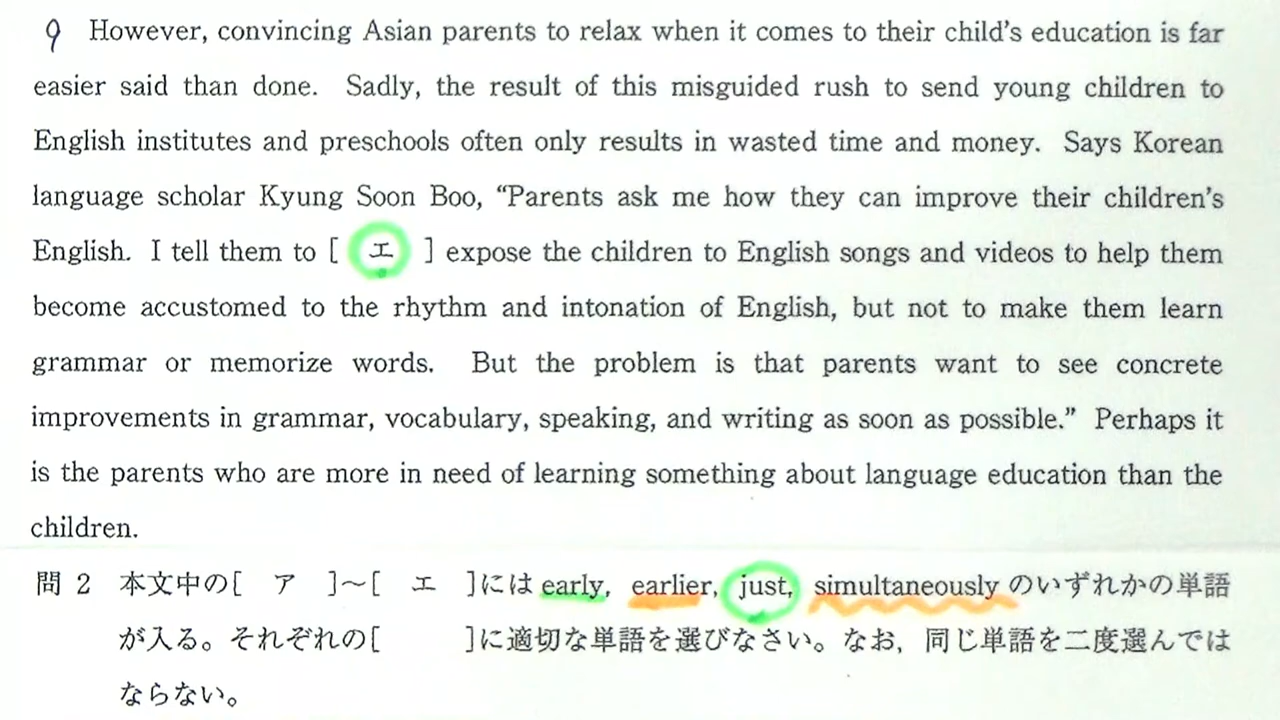 9 However, convincing Asian parents to relax when it comes to their child's education is far
easier said than done. Sadly, the result of this misguided rush to send young children to
English institutes and preschools often only results in wasted time and money. Says Korean
language scholar Kyung Soon Boo, “Parents ask me how they can improve their children's
English. I tell them to [ エ ] expose the children to English songs and videos to help them
become accustomed to the rhythm and intonation of English, but not to make them learn
grammar or memorize words. But the problem is that parents want to see concrete
improvements in grammar, vocabulary, speaking, and writing as soon as possible.” Perhaps it
is the parents who are more in need of learning something about language education than the
children.
問 2 本文中の[ ア ]〜[ エ ]には early, earlier, just, simultaneously のいずれかの単語
が入る。それぞれの[ ]に適切な単語を選びなさい。なお, 同じ単語を二度選んでは
ならない。